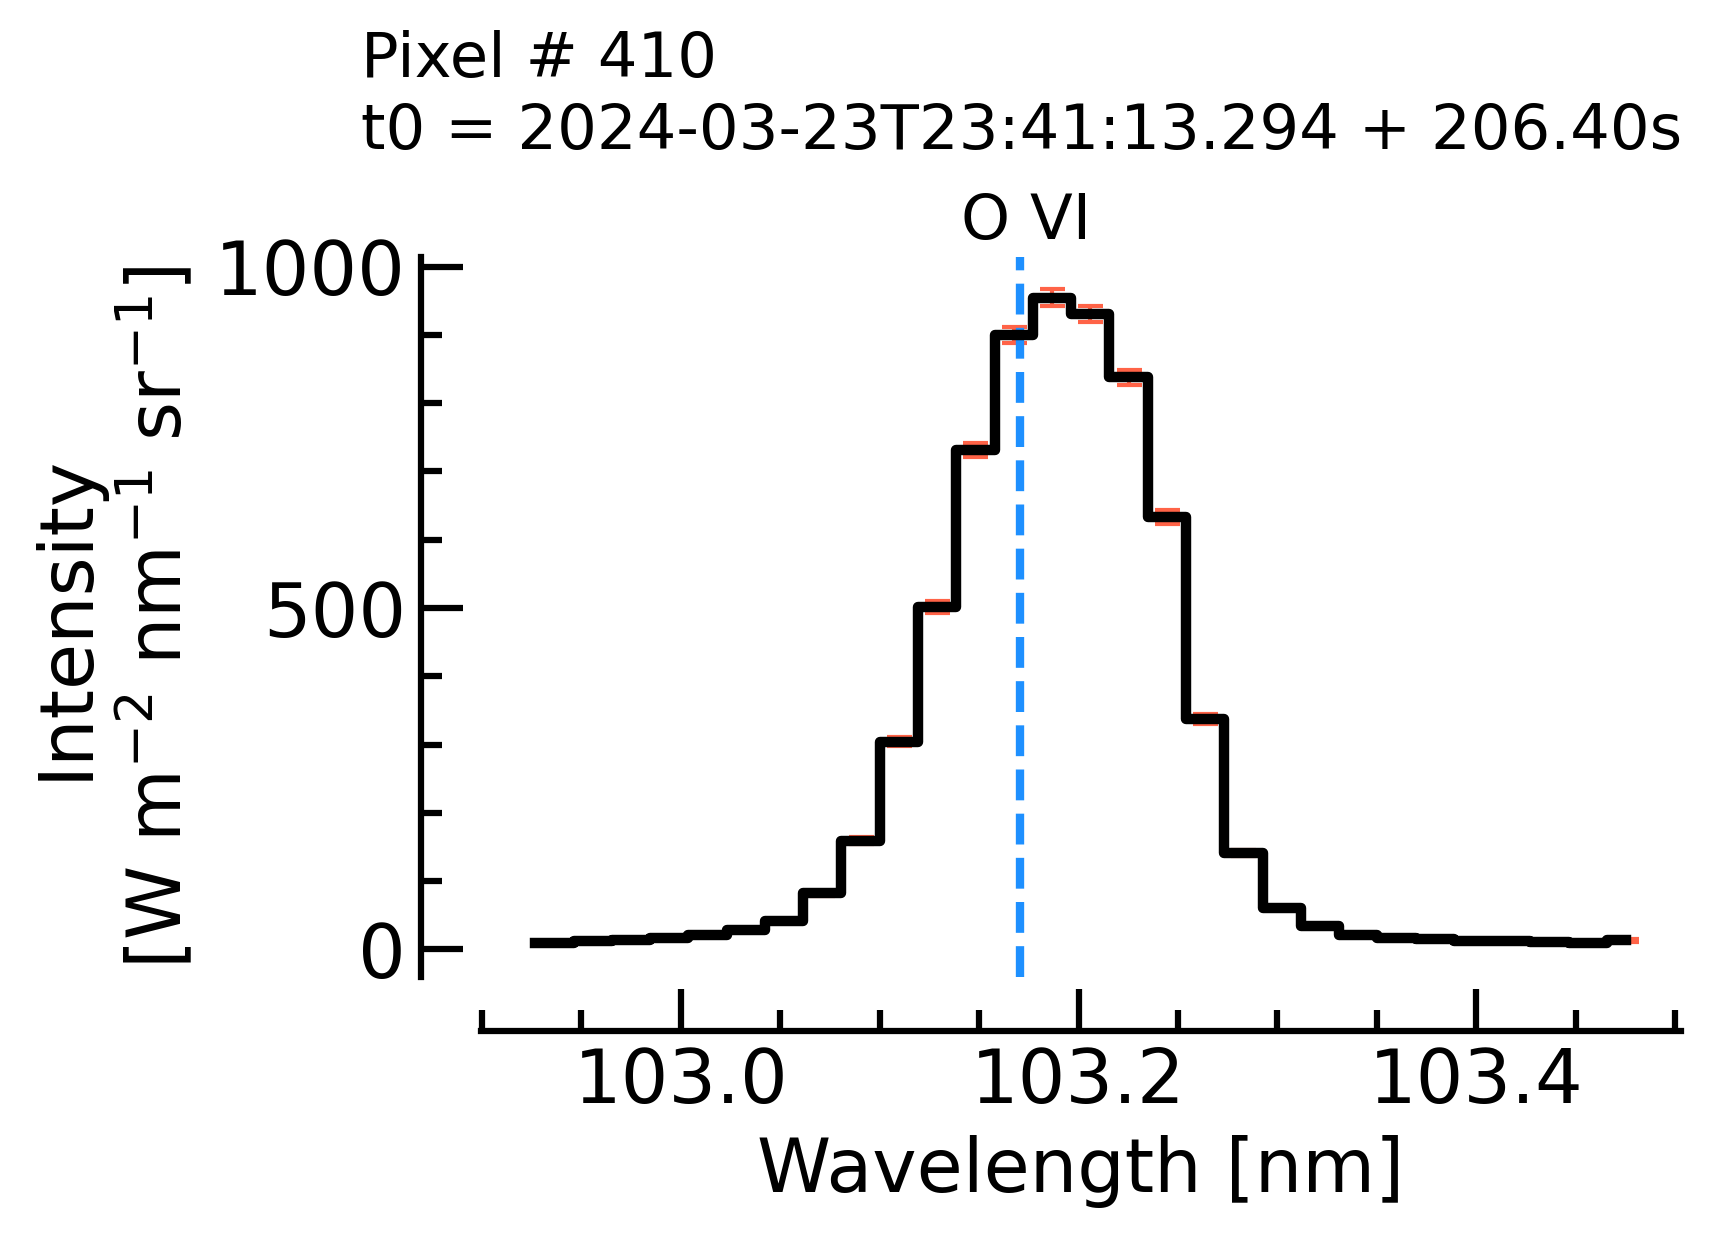 Pixel # 410
t0 = 2024-03-23T23:41:13.294 + 206.40s
O VI
1000
500
0
Intensity
[W m⁻² nm⁻¹ sr⁻¹]
103.0 103.2 103.4
Wavelength [nm]